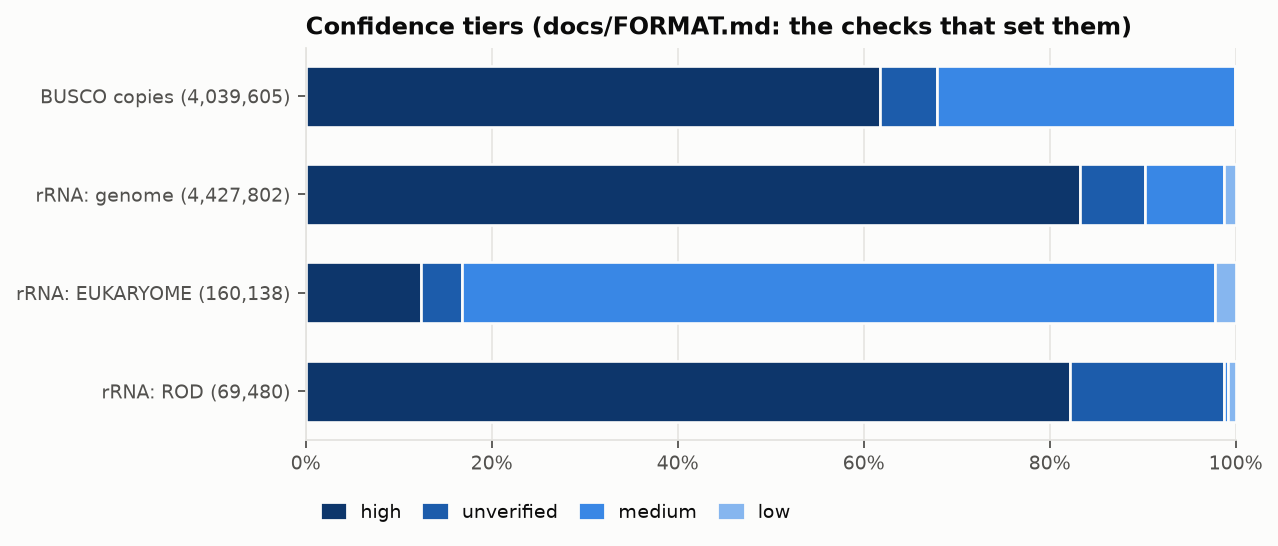 Confidence tiers (docs/FORMAT.md: the checks that set them)
BUSCO copies (4,039,605)
rRNA: genome (4,427,802)
rRNA: EUKARYOME (160,138)
rRNA: ROD (69,480)
0% 20% 40% 60% 80% 100%
high unverified medium low